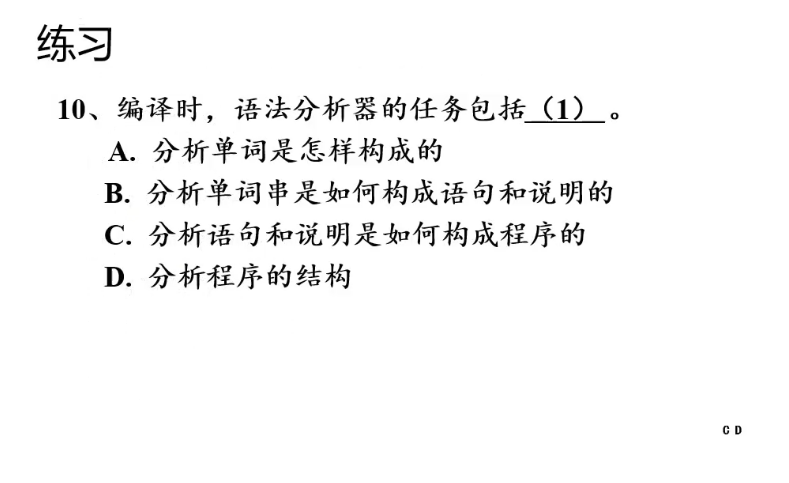 练习
10、编译时，语法分析器的任务包括（1）。
A. 分析单词是怎样构成的
B. 分析单词串是如何构成语句和说明的
C. 分析语句和说明是如何构成程序的
D. 分析程序的结构
C D